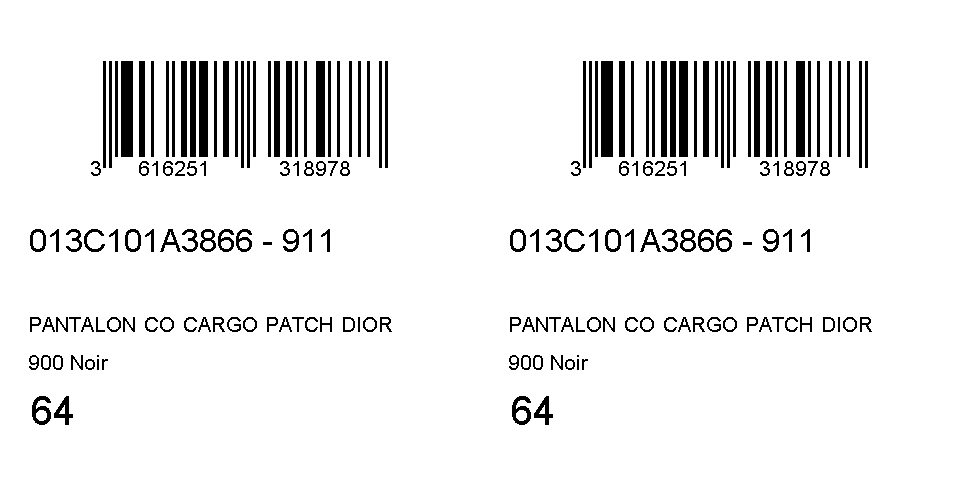 3 616251 318978
013C101A3866 - 911
PANTALON CO CARGO PATCH DIOR
900 Noir
64
3 616251 318978
013C101A3866 - 911
PANTALON CO CARGO PATCH DIOR
900 Noir
64